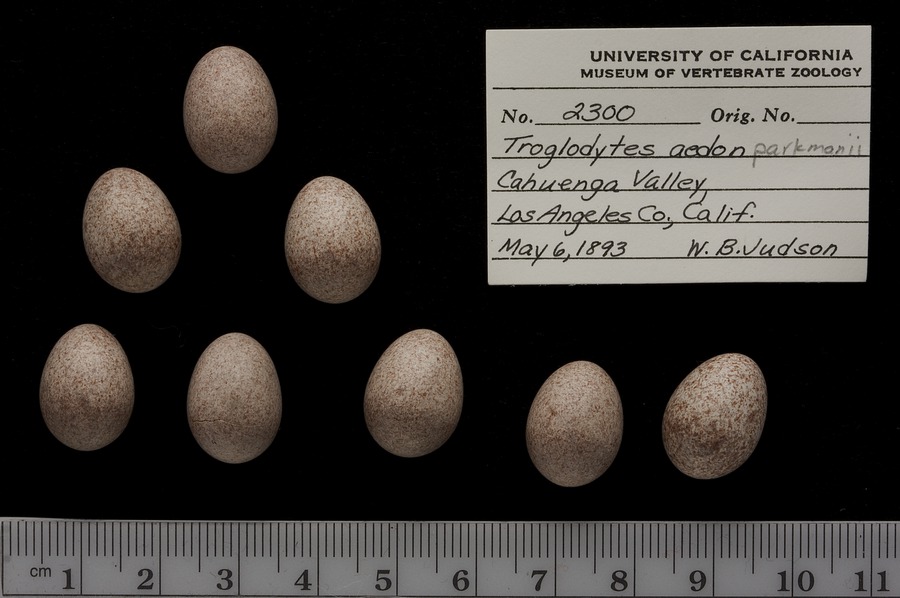 UNIVERSITY OF CALIFORNIA
MUSEUM OF VERTEBRATE ZOOLOGY
No. 2300 Orig. No.
Troglodytes aedon parkmanii
Cahuenga Valley,
Los Angeles Co., Calif.
May 6, 1893 W. B. Judson
cm 1 2 3 4 5 6 7 8 9 10 11